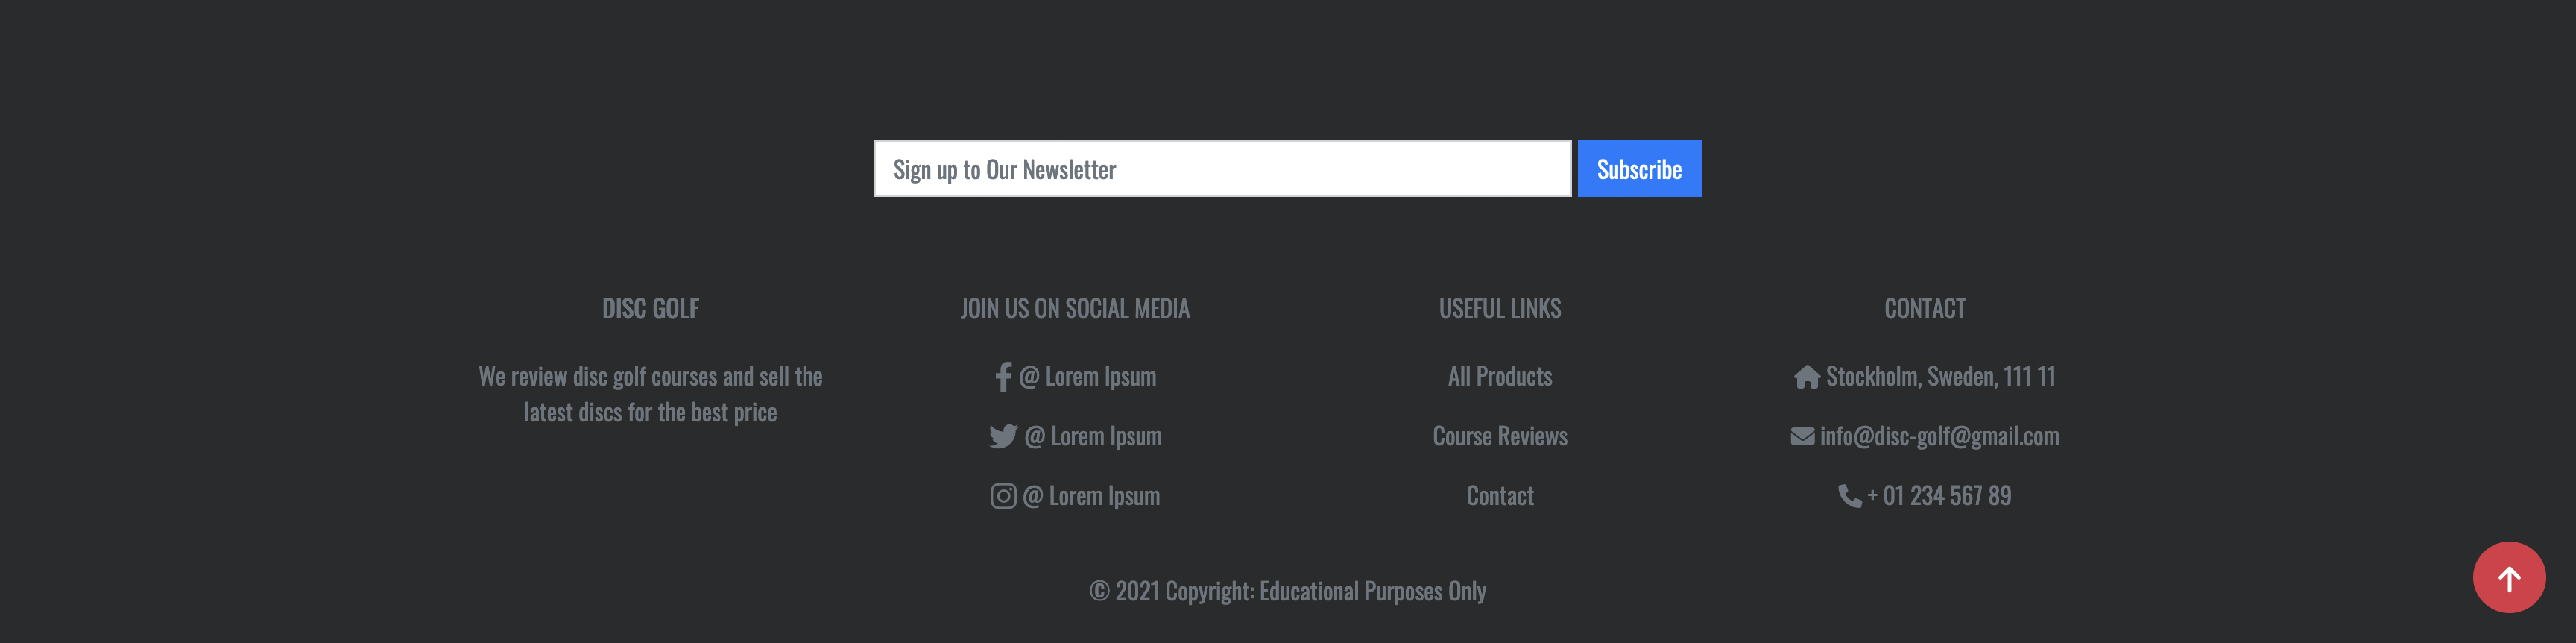 Sign up to Our Newsletter
Subscribe
DISC GOLF
We review disc golf courses and sell the
latest discs for the best price
JOIN US ON SOCIAL MEDIA
@ Lorem Ipsum
@ Lorem Ipsum
@ Lorem Ipsum
USEFUL LINKS
All Products
Course Reviews
Contact
CONTACT
Stockholm, Sweden, 111 11
info@disc-golf@gmail.com
+ 01 234 567 89
© 2021 Copyright: Educational Purposes Only